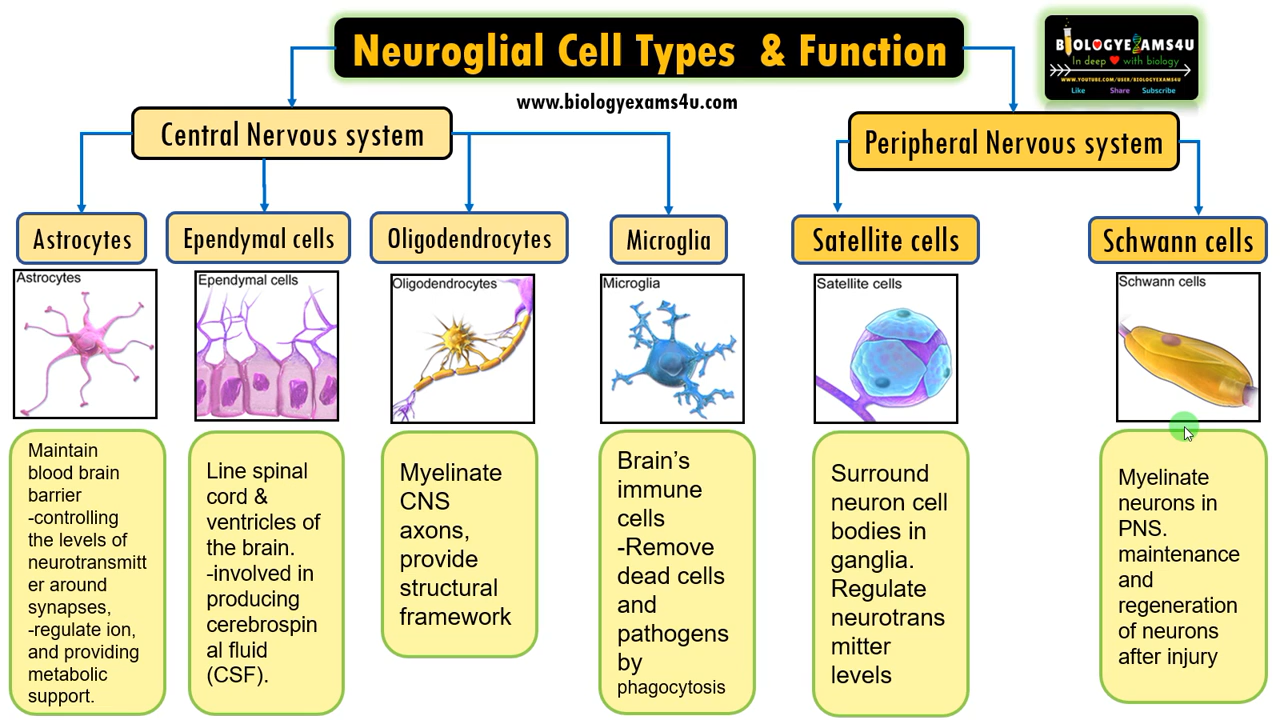 Neuroglial Cell Types & Function
BIOLOGYEXAMS4U
In deep with biology
WWW.YOUTUBE.COM/USER/BIOLOGYEXAMS4U
Like Share Subscribe
www.biologyexams4u.com
Central Nervous system
Peripheral Nervous system
Astrocytes
Ependymal cells
Oligodendrocytes
Microglia
Satellite cells
Schwann cells
Astrocytes
Ependymal cells
Oligodendrocytes
Microglia
Satellite cells
Schwann cells
Maintain
blood brain
barrier
-controlling
the levels of
neurotransmitt
er around
synapses,
-regulate ion,
and providing
metabolic
support.
Line spinal
cord &
ventricles of
the brain.
-involved in
producing
cerebrospin
al fluid
(CSF).
Myelinate
CNS
axons,
provide
structural
framework
Brain's
immune
cells
-Remove
dead cells
and
pathogens
by
phagocytosis
Surround
neuron cell
bodies in
ganglia.
Regulate
neurotrans
mitter
levels
Myelinate
neurons in
PNS.
maintenance
and
regeneration
of neurons
after injury